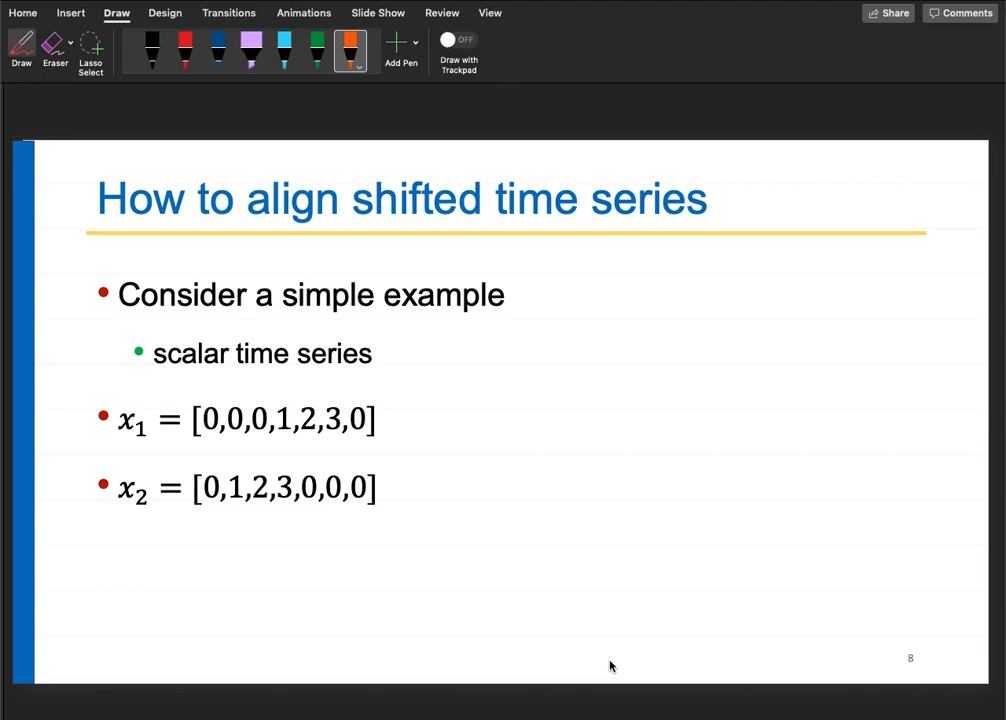 Home Insert Draw Design Transitions Animations Slide Show Review View Share Comments
Draw Eraser Lasso Select Add Pen OFF Draw with Trackpad
How to align shifted time series
• Consider a simple example
• scalar time series
• x₁ = [0,0,0,1,2,3,0]
• x₂ = [0,1,2,3,0,0,0]
8